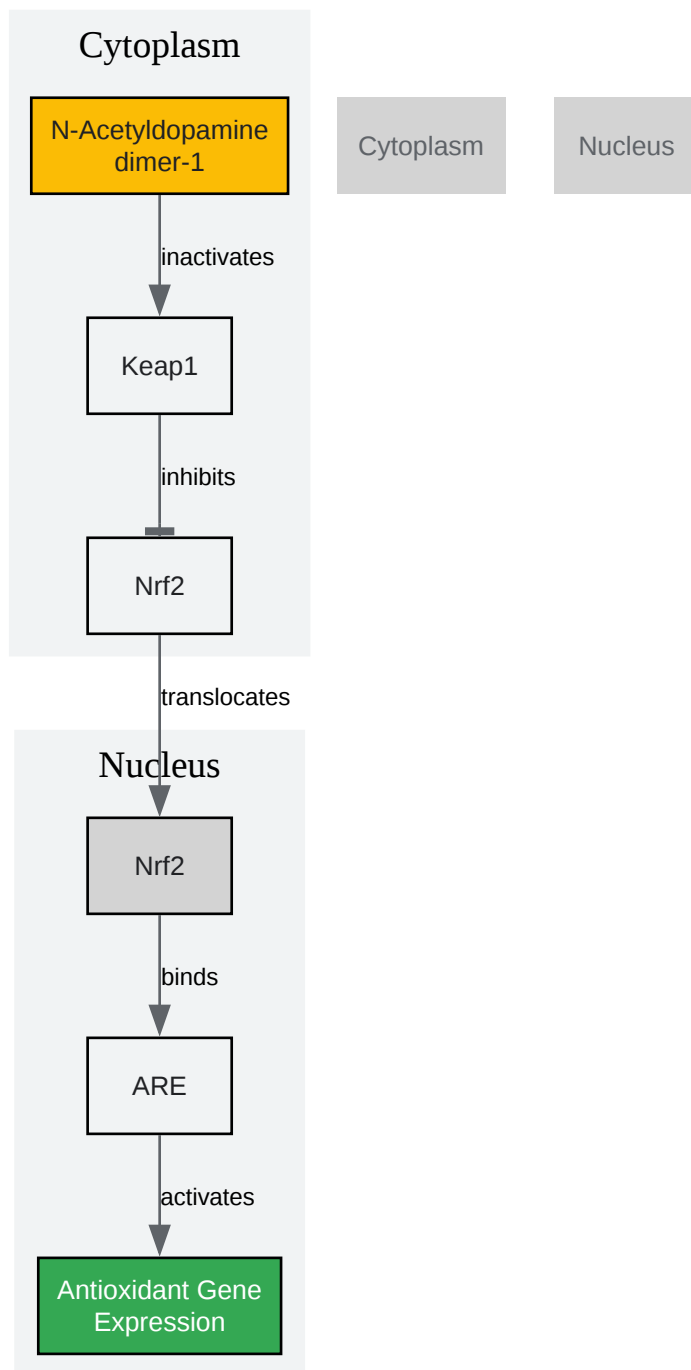 Cytoplasm
N-Acetyldopamine
dimer-1
Cytoplasm
Nucleus
inactivates
Keap1
inhibits
Nrf2
translocates
Nucleus
Nrf2
binds
ARE
activates
Antioxidant Gene
Expression